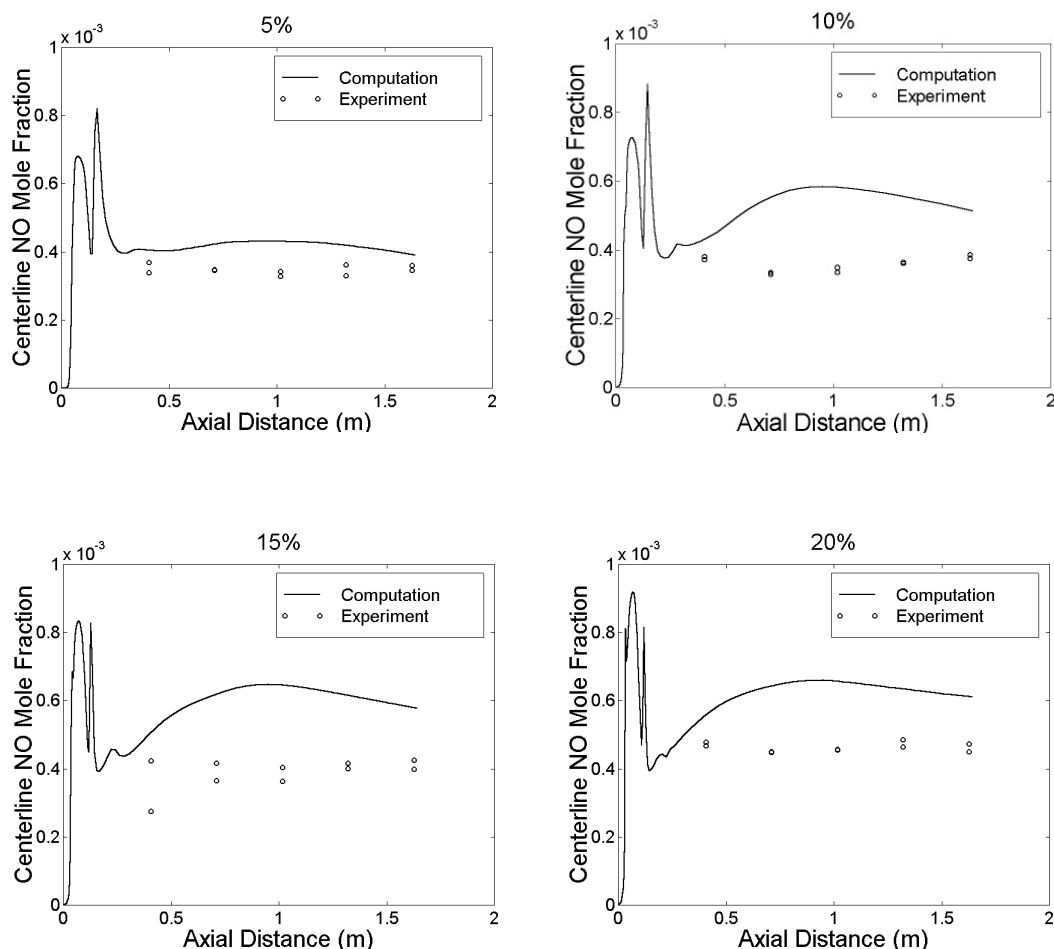 5%
x 10⁻³
Computation
Experiment
Centerline NO Mole Fraction
1
0.8
0.6
0.4
0.2
0
0 0.5 1 1.5 2
Axial Distance (m)
10%
x 10⁻³
Computation
Experiment
Centerline NO Mole Fraction
1
0.8
0.6
0.4
0.2
0
0 0.5 1 1.5 2
Axial Distance (m)
15%
x 10⁻³
Computation
Experiment
Centerline NO Mole Fraction
1
0.8
0.6
0.4
0.2
0
0 0.5 1 1.5 2
Axial Distance (m)
20%
x 10⁻³
Computation
Experiment
Centerline NO Mole Fraction
1
0.8
0.6
0.4
0.2
0
0 0.5 1 1.5 2
Axial Distance (m)